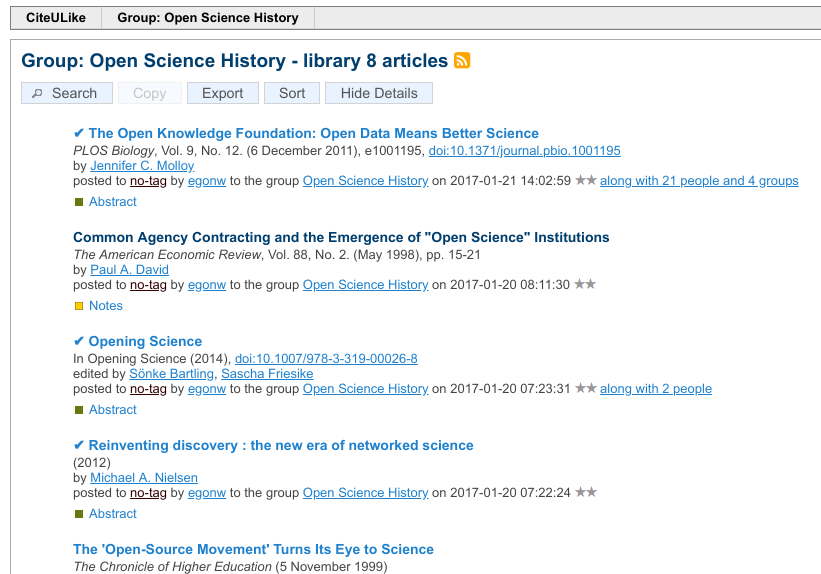 CiteULike Group: Open Science History
Group: Open Science History - library 8 articles
Search Copy Export Sort Hide Details
✔ The Open Knowledge Foundation: Open Data Means Better Science
PLOS Biology, Vol. 9, No. 12. (6 December 2011), e1001195, doi:10.1371/journal.pbio.1001195
by Jennifer C. Molloy
posted to no-tag by egonw to the group Open Science History on 2017-01-21 14:02:59 ★★ along with 21 people and 4 groups
Abstract
Common Agency Contracting and the Emergence of "Open Science" Institutions
The American Economic Review, Vol. 88, No. 2. (May 1998), pp. 15-21
by Paul A. David
posted to no-tag by egonw to the group Open Science History on 2017-01-20 08:11:30 ★★
Notes
✔ Opening Science
In Opening Science (2014), doi:10.1007/978-3-319-00026-8
edited by Sönke Bartling, Sascha Friesike
posted to no-tag by egonw to the group Open Science History on 2017-01-20 07:23:31 ★★ along with 2 people
Abstract
✔ Reinventing discovery : the new era of networked science
(2012)
by Michael A. Nielsen
posted to no-tag by egonw to the group Open Science History on 2017-01-20 07:22:24 ★★
Abstract
The 'Open-Source Movement' Turns Its Eye to Science
The Chronicle of Higher Education (5 November 1999)